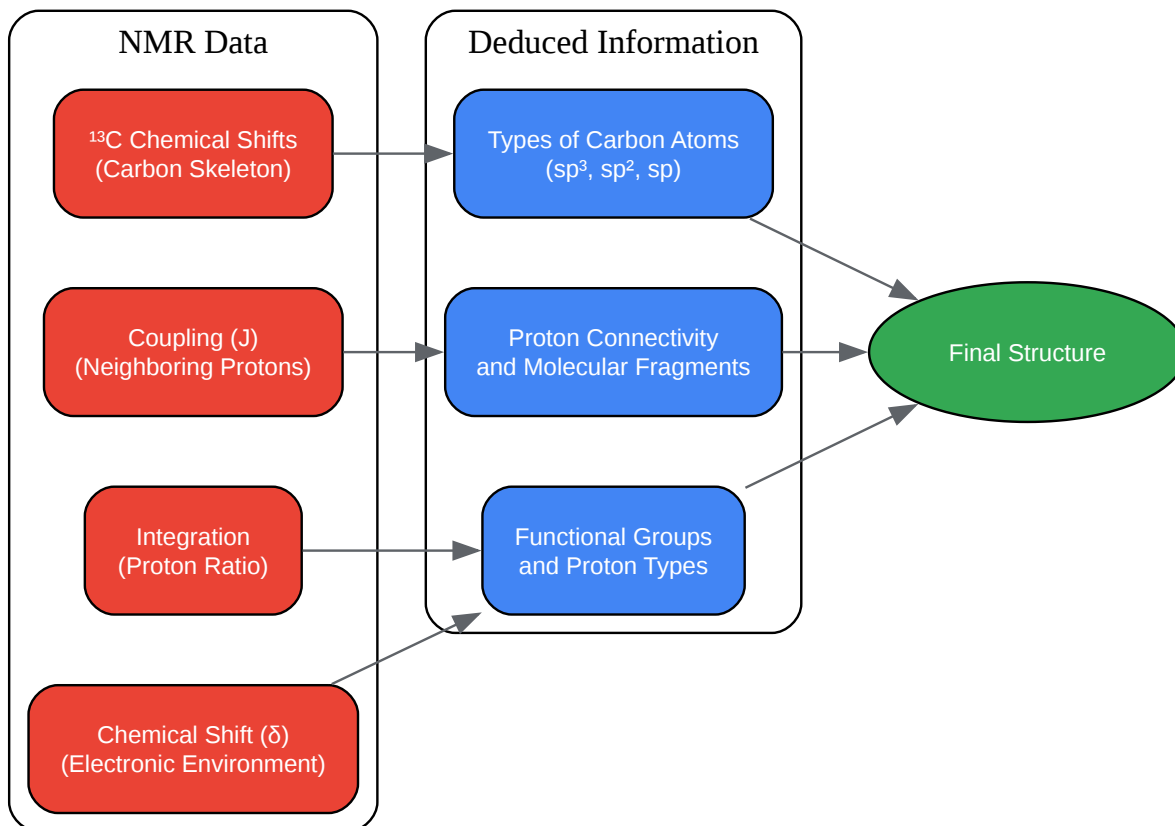 NMR Data
¹³C Chemical Shifts
(Carbon Skeleton)
Coupling (J)
(Neighboring Protons)
Integration
(Proton Ratio)
Chemical Shift (δ)
(Electronic Environment)
Deduced Information
Types of Carbon Atoms
(sp³, sp², sp)
Proton Connectivity
and Molecular Fragments
Functional Groups
and Proton Types
Final Structure